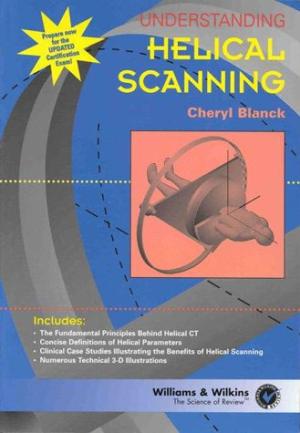 Prepare now
for the
UPDATED
Certification
Exam!
UNDERSTANDING
HELICAL
SCANNING
Cheryl Blanck
Includes:
• The Fundamental Principles Behind Helical CT
• Concise Definitions of Helical Parameters
• Clinical Case Studies Illustrating the Benefits of Helical Scanning
• Numerous Technical 3-D Illustrations
Williams & Wilkins
The Science of Review™